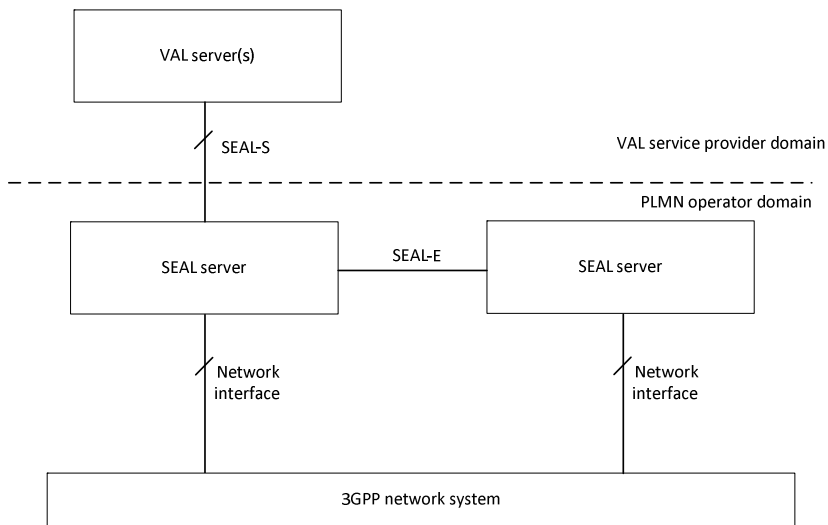 VAL server(s)
SEAL-S
VAL service provider domain
PLMN operator domain
SEAL server
SEAL-E
SEAL server
Network
interface
Network
interface
3GPP network system